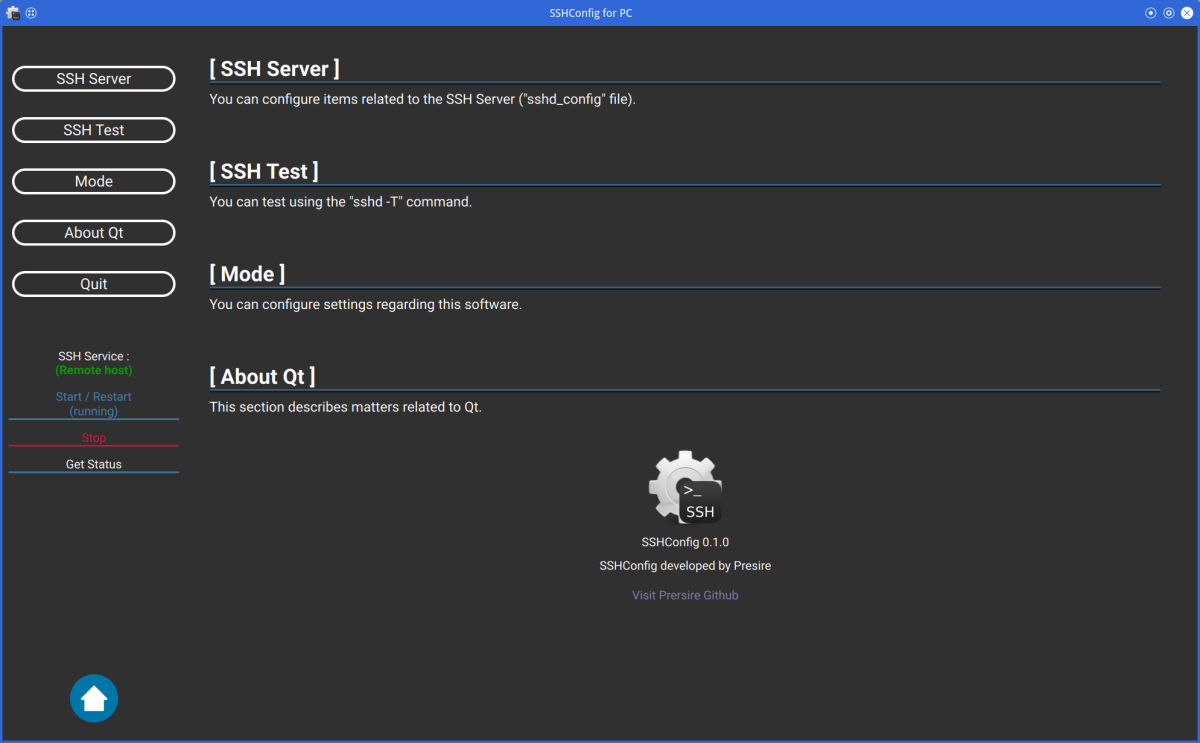 SSHConfig for PC
SSH Server
SSH Test
Mode
About Qt
Quit
SSH Service :
(Remote host)
Start / Restart
(running)
Stop
Get Status
[ SSH Server ]
You can configure items related to the SSH Server ("sshd_config" file).
[ SSH Test ]
You can test using the "sshd -T" command.
[ Mode ]
You can configure settings regarding this software.
[ About Qt ]
This section describes matters related to Qt.
>_
SSH
SSHConfig 0.1.0
SSHConfig developed by Presire
Visit Prersire Github